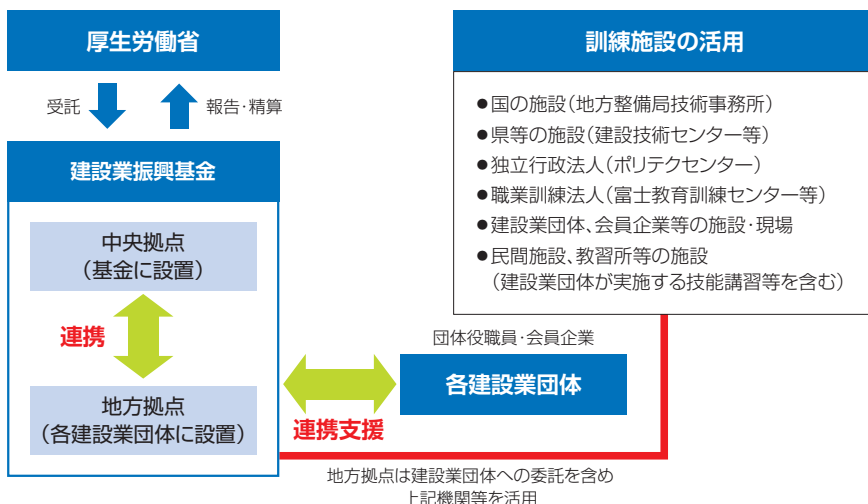 厚生労働省
受託
報告・精算
建設業振興基金
中央拠点
（基金に設置）
連携
地方拠点
（各建設業団体に設置）
訓練施設の活用
●国の施設（地方整備局技術事務所）
●県等の施設（建設技術センター等）
●独立行政法人（ポリテクセンター）
●職業訓練法人（富士教育訓練センター等）
●建設業団体、会員企業等の施設・現場
●民間施設、教習所等の施設
（建設業団体が実施する技能講習等を含む）
団体役職員・会員企業
各建設業団体
連携支援
地方拠点は建設業団体への委託を含め
上記機関等を活用